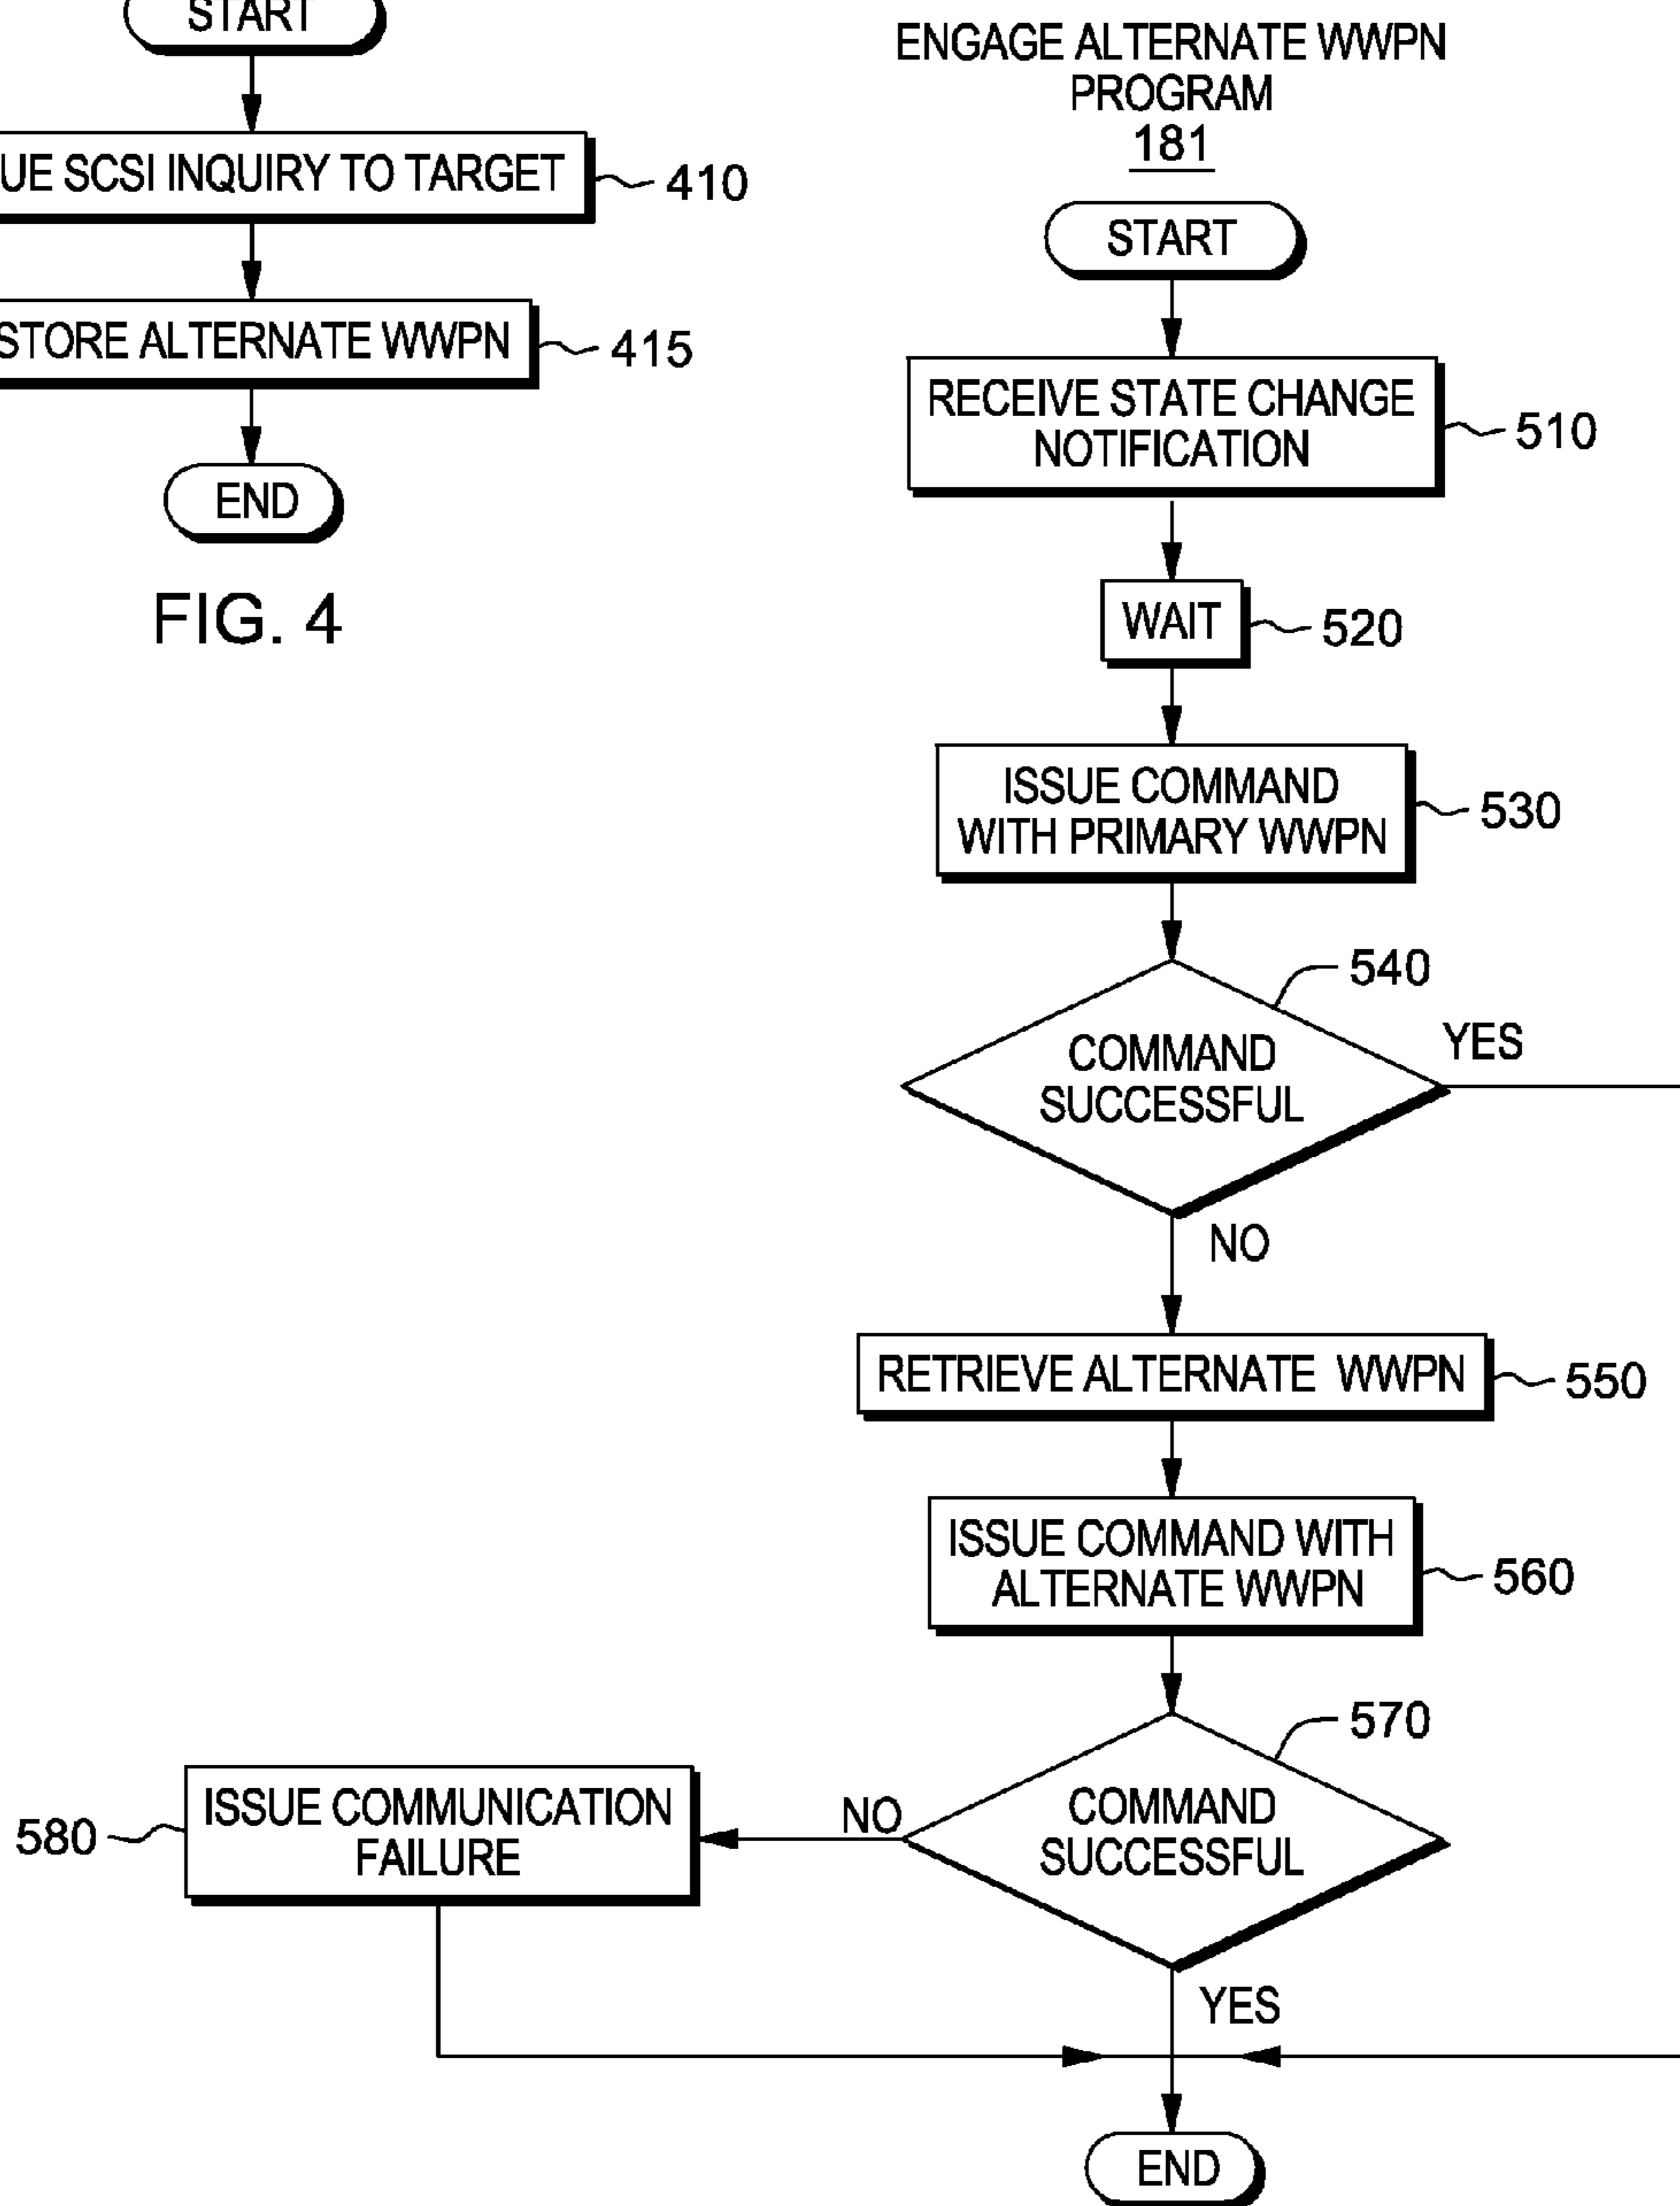 START
UE SCSI INQUIRY TO TARGET
410
STORE ALTERNATE WWPN
415
END
FIG. 4
ENGAGE ALTERNATE WWPN
PROGRAM
181
START
RECEIVE STATE CHANGE
NOTIFICATION
510
WAIT
520
ISSUE COMMAND
WITH PRIMARY WWPN
530
540
COMMAND
SUCCESSFUL
YES
NO
RETRIEVE ALTERNATE WWPN
550
ISSUE COMMAND WITH
ALTERNATE WWPN
560
570
COMMAND
SUCCESSFUL
NO
ISSUE COMMUNICATION
FAILURE
580
YES
END